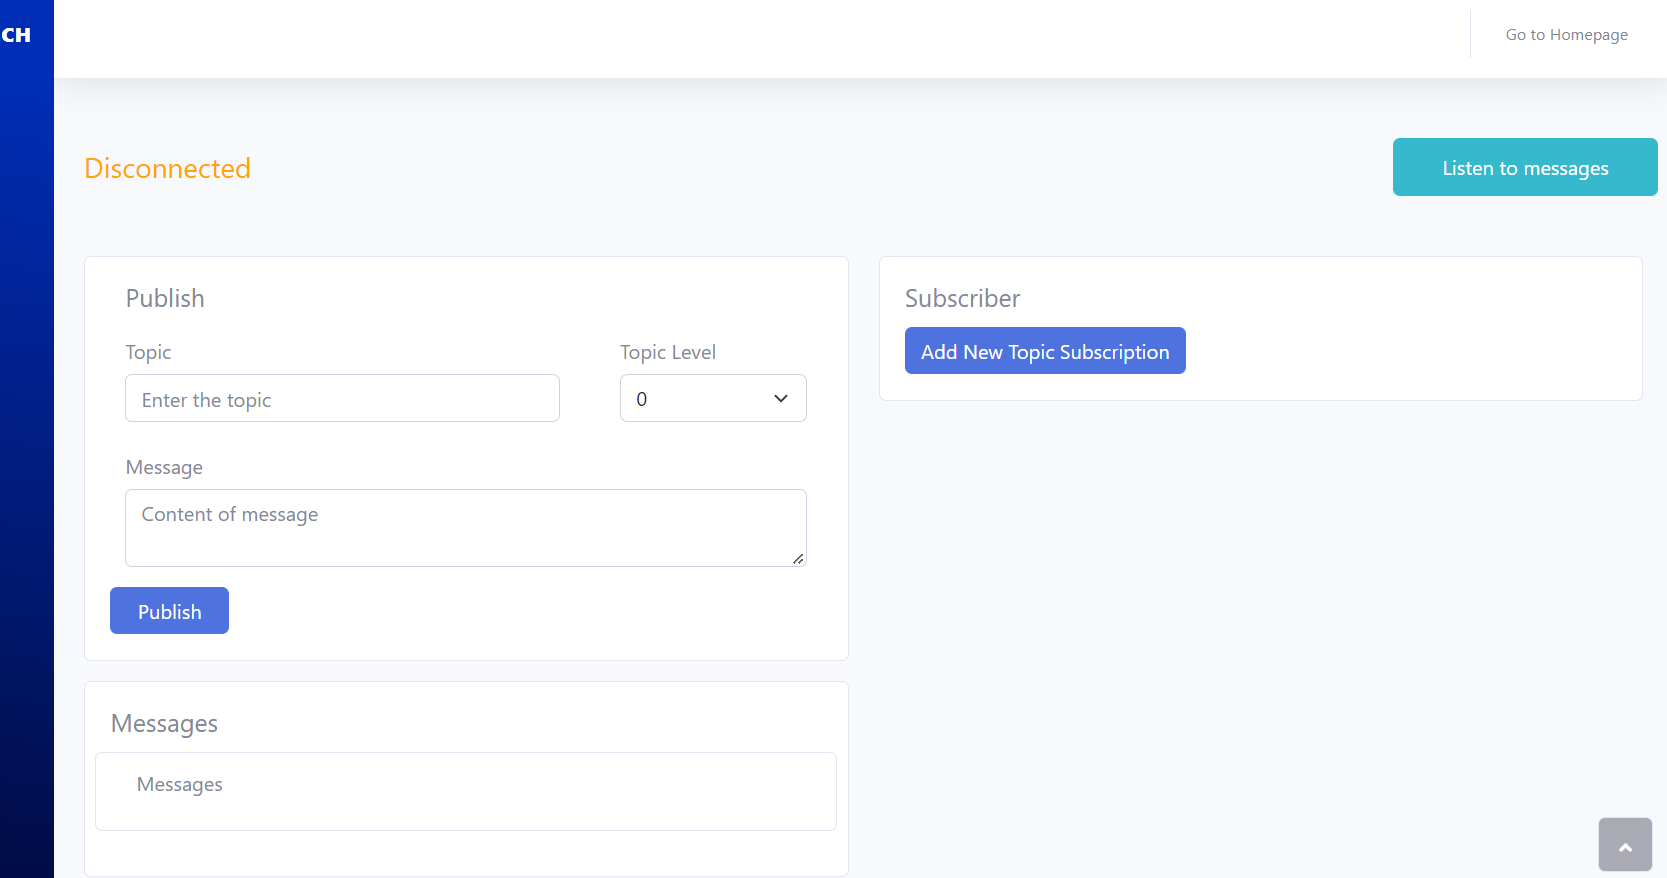 CH
Go to Homepage
Disconnected
Listen to messages
Publish
Topic
Topic Level
Enter the topic
0
Message
Content of message
Publish
Subscriber
Add New Topic Subscription
Messages
Messages